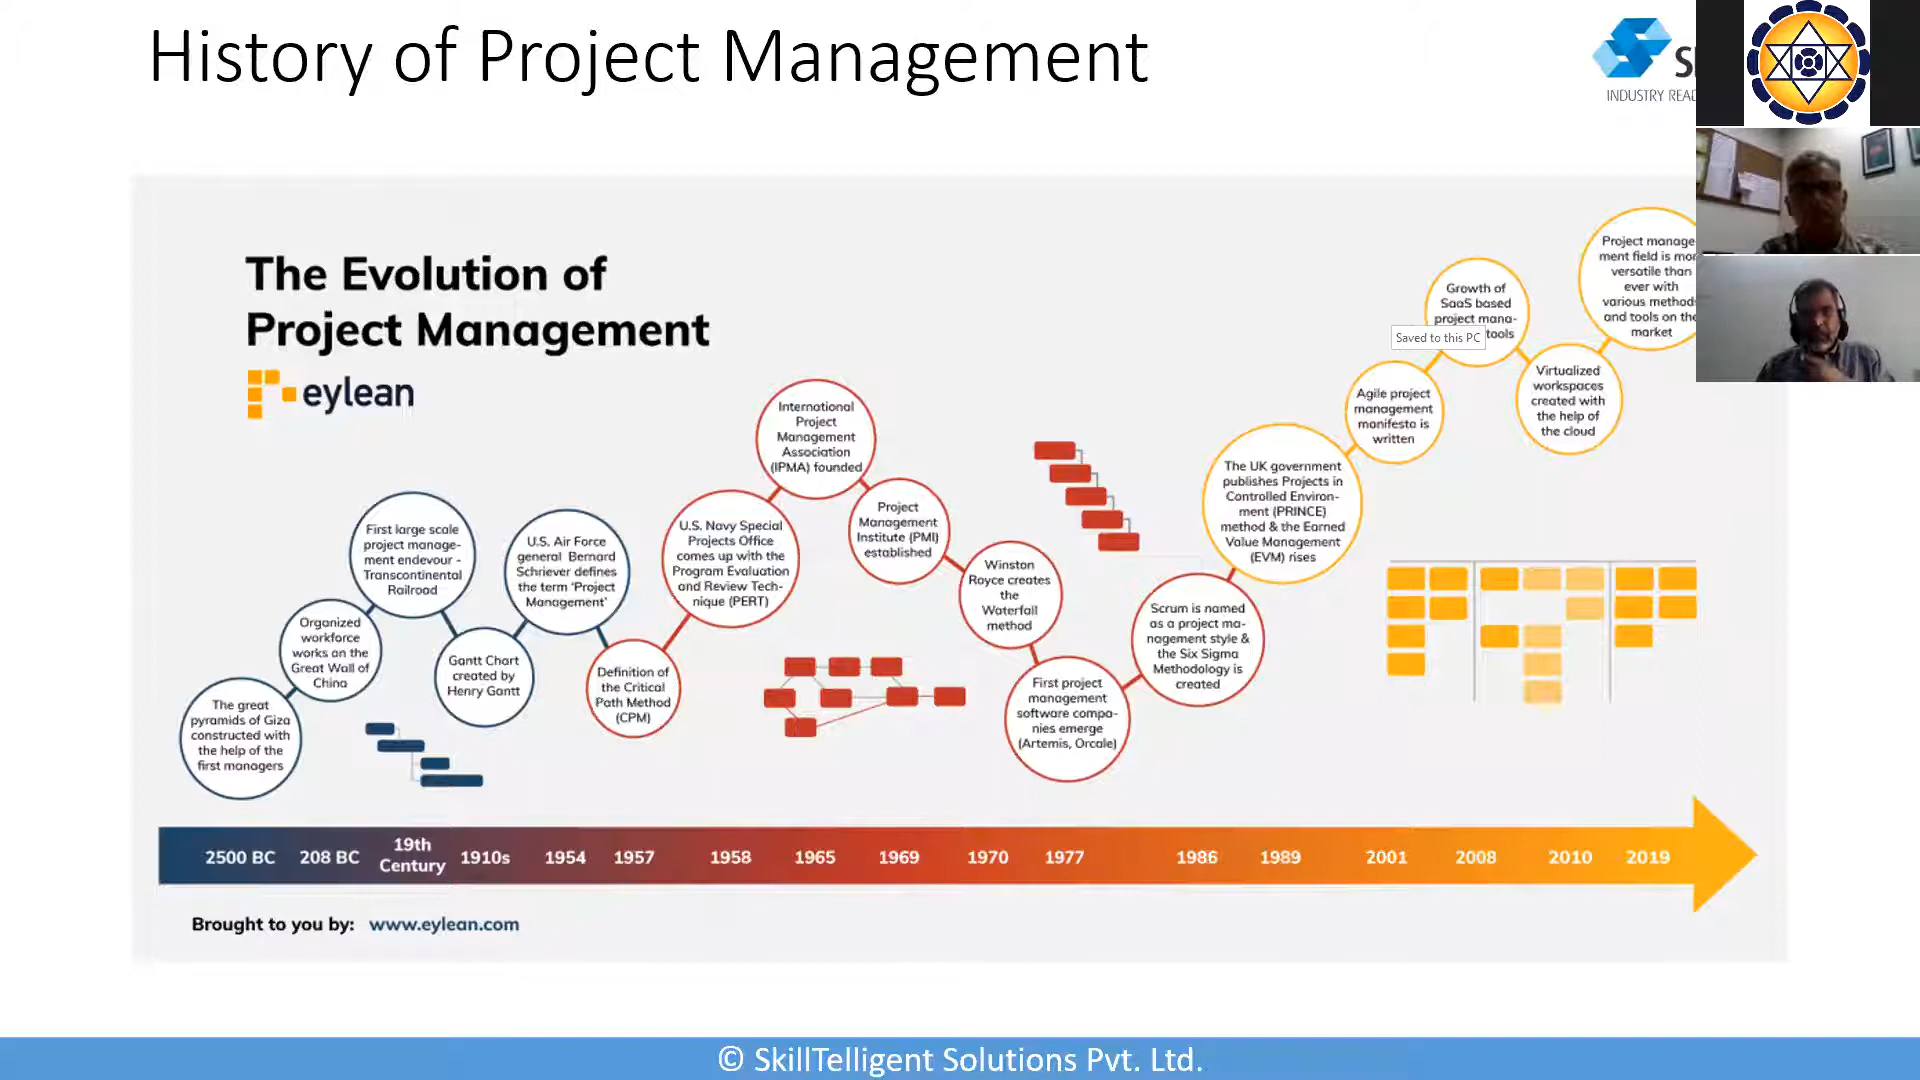 History of Project Management
INDUSTRY
The Evolution of
Project Management
eylean
The great
pyramids of Giza
constructed with
the help of the
first managers
Organized
workforce
works on the
Great Wall of
China
First large scale
project manage-
ment endevour -
Transcontinental
Railroad
Gantt Chart
created by
Henry Gantt
U.S. Air Force
general Bernard
Schriever defines
the term 'Project
Management'
Definition of
the Critical
Path Method
(CPM)
U.S. Navy Special
Projects Office
comes up with the
Program Evaluation
and Review Tech-
nique (PERT)
International
Project
Management
Association
(IPMA) founded
Project
Management
Institute (PMI)
established
Winston
Royce creates
the
Waterfall
method
First project
management
software compa-
nies emerge
(Artemis, Orcale)
Scrum is named
as a project ma-
nagement style &
the Six Sigma
Methodology is
created
The UK government
publishes Projects in
Controlled Environ-
ment (PRINCE)
method & the Earned
Value Management
(EVM) rises
Agile project
management
manifesto is
written
Growth of
SaaS based
project mana-
tools
Saved to this PC
Virtualized
workspaces
created with
the help of
the cloud
Project manage
ment field is
versatile than
ever with
various
and tools on the
market
2500 BC
208 BC
19th
Century
1910s
1954
1957
1958
1965
1969
1970
1977
1986
1989
2001
2008
2010
2019
Brought to you by: www.eylean.com
© SkillTelligent Solutions Pvt. Ltd.